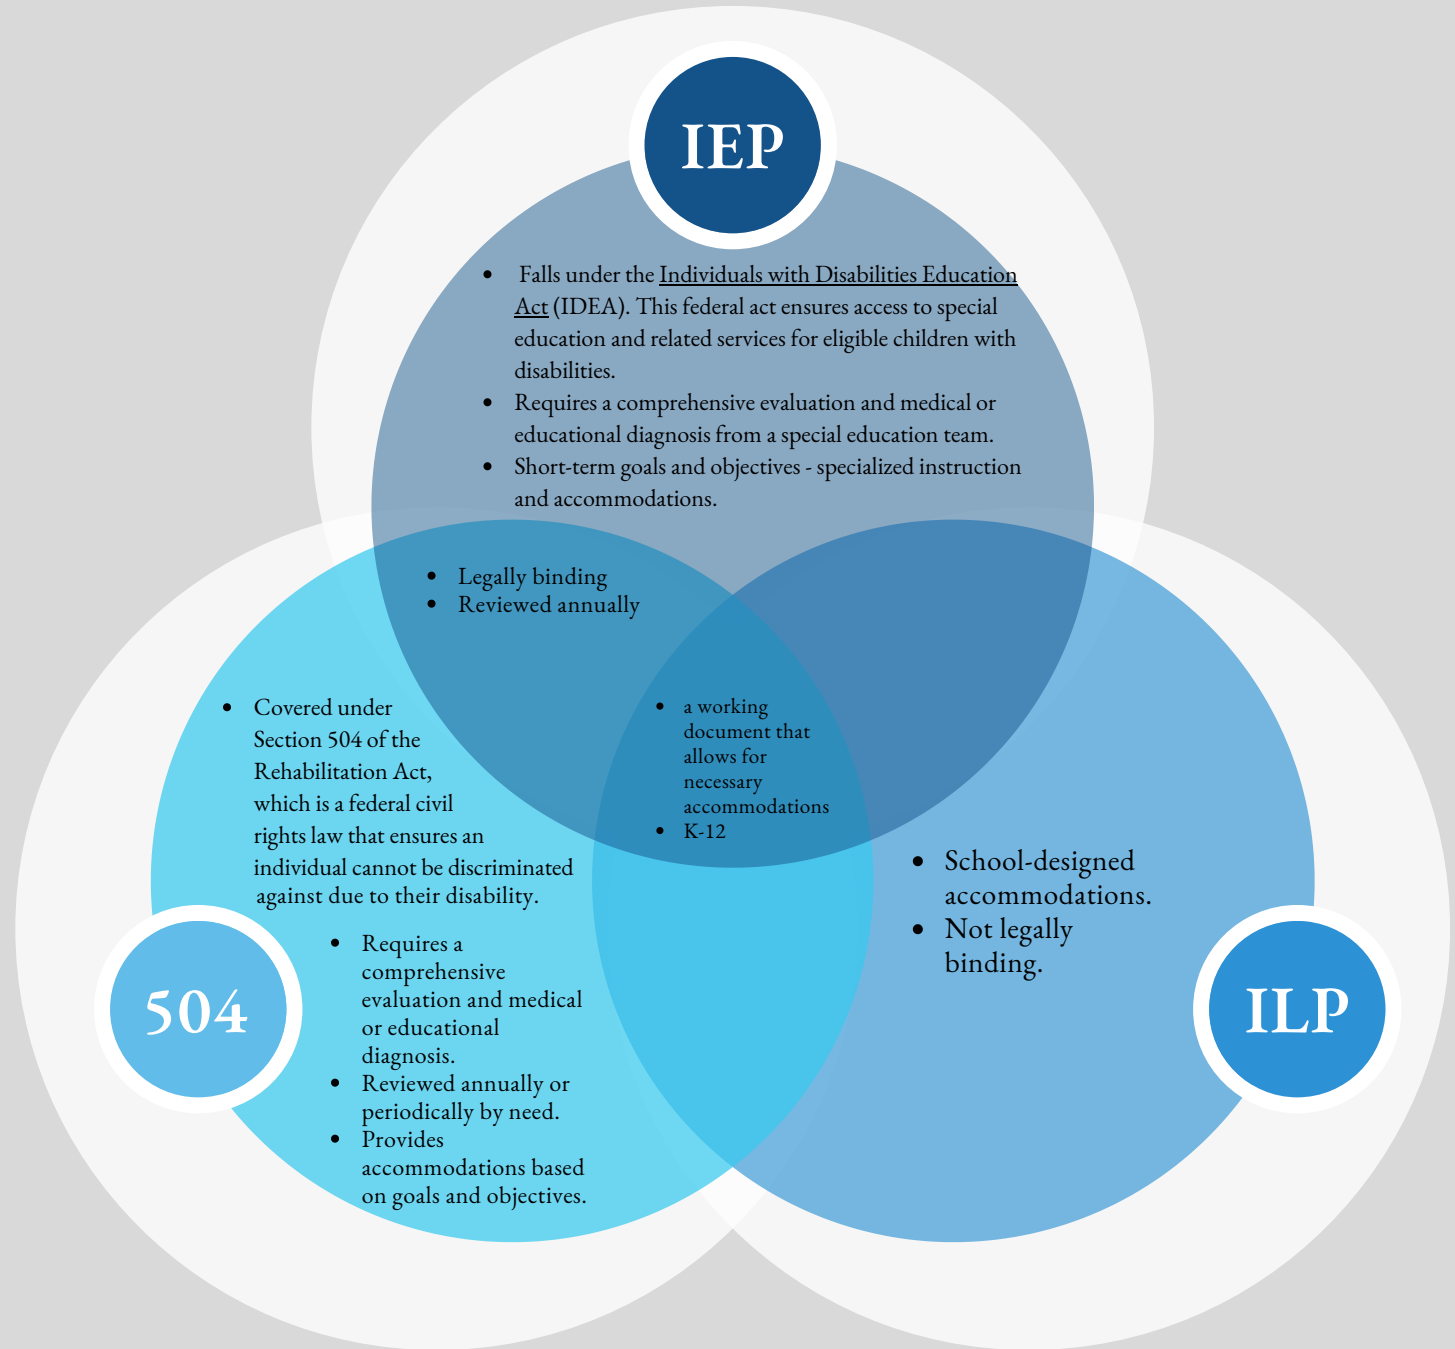 IEP
• Falls under the Individuals with Disabilities Education
Act (IDEA). This federal act ensures access to special
education and related services for eligible children with
disabilities.
• Requires a comprehensive evaluation and medical or
educational diagnosis from a special education team.
• Short-term goals and objectives - specialized instruction
and accommodations.
• Legally binding
• Reviewed annually
• Covered under
Section 504 of the
Rehabilitation Act,
which is a federal civil
rights law that ensures an
individual cannot be discriminated
against due to their disability.
• a working
document that
allows for
necessary
accommodations
• K-12
• School-designed
accommodations.
• Not legally
binding.
504
• Requires a
comprehensive
evaluation and medical
or educational
diagnosis.
• Reviewed annually or
periodically by need.
• Provides
accommodations based
on goals and objectives.
ILP